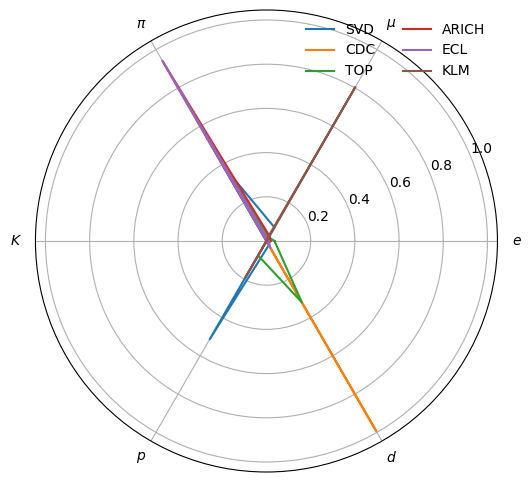 π
μ
SVD ARICH
CDC ECL
TOP KLM
1.0
0.8
0.6
0.4
0.2
K
e
p
d